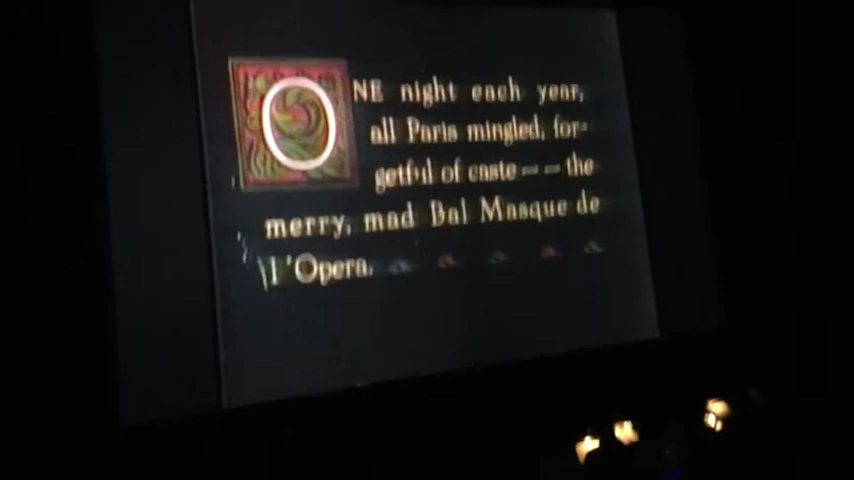 ONE night each year,
all Paris mingled, for-
getful of caste — — the
merry, mad Bal Masque de
L'Opera.